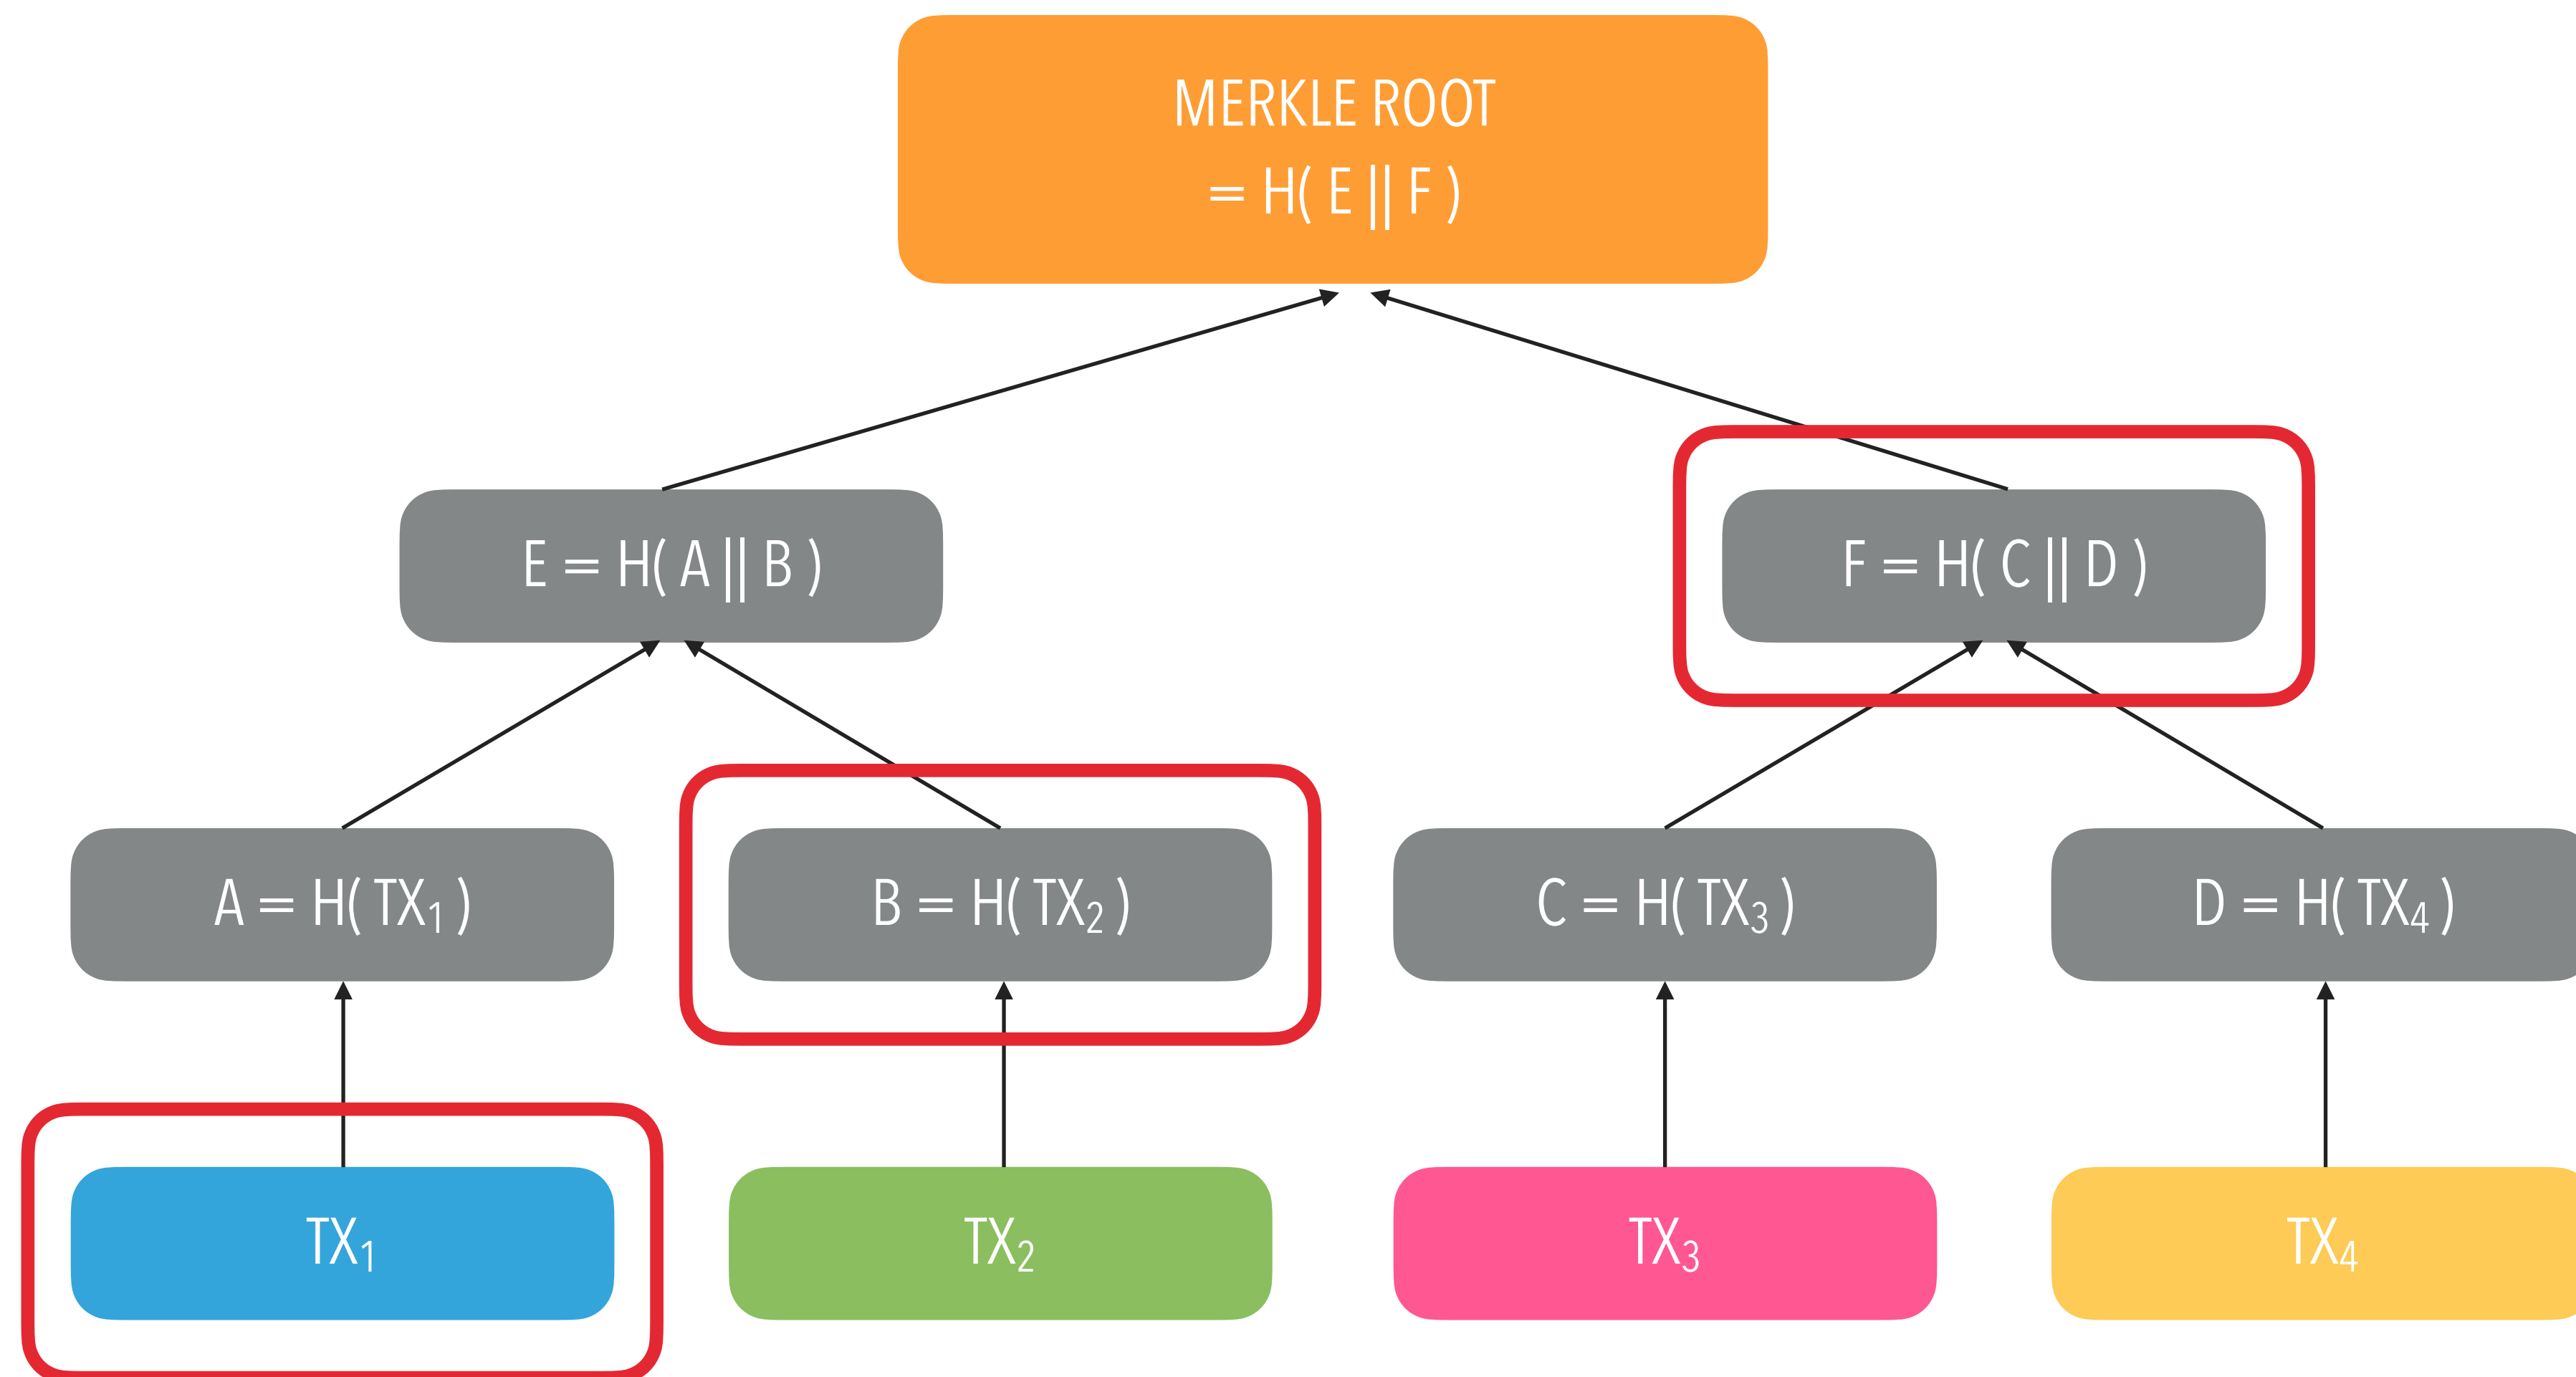 MERKLE ROOT
= H( E || F )
E = H( A || B )
F = H( C || D )
A = H( TX₁ )
B = H( TX₂ )
C = H( TX₃ )
D = H( TX₄ )
TX₁
TX₂
TX₃
TX₄